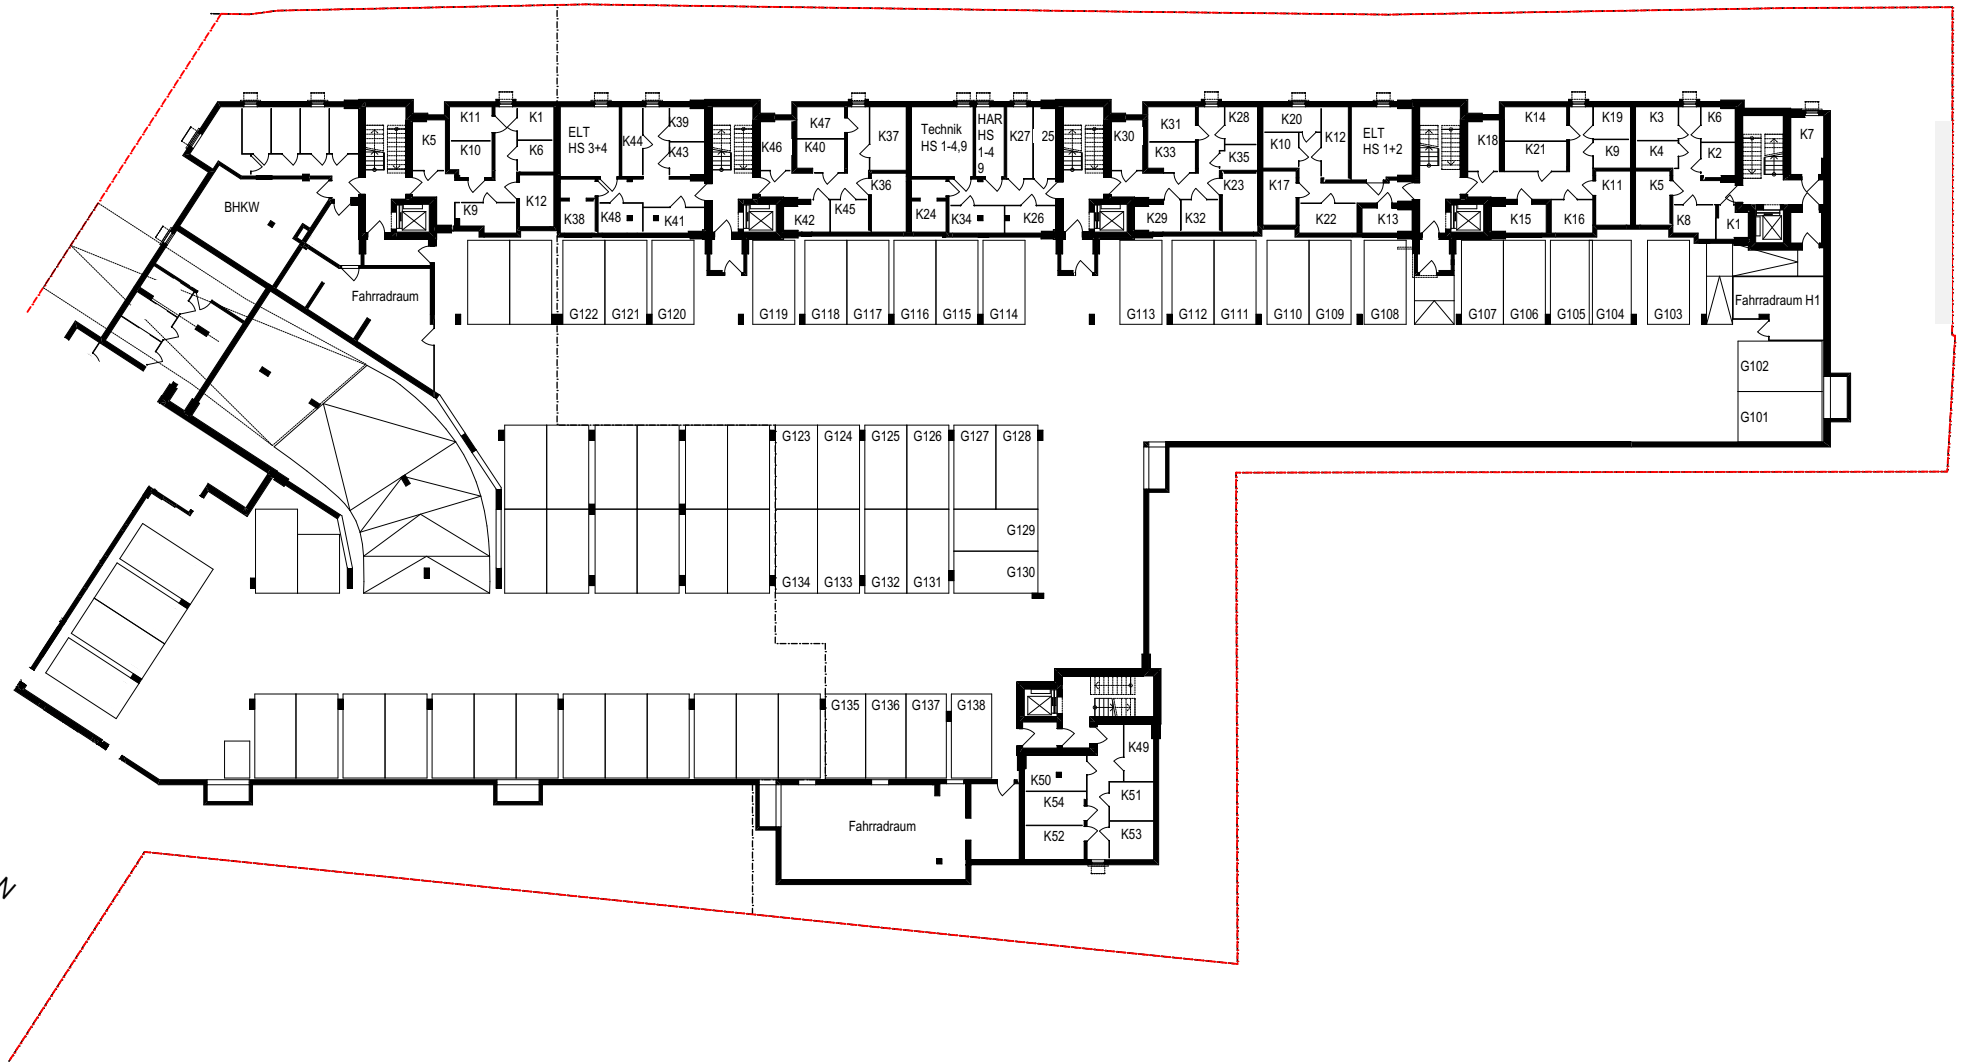 K11
K1
K5
K10
K6
K9
K12
BHKW
Fahrradraum
ELT
HS 3+4
K44
K39
K43
K38
K48
K41
K46
K47
K40
K37
K36
K42
K45
Technik
HS 1-4,9
HAR
HS
1-4
9
K27
25
K24
K34
K26
K30
K31
K33
K28
K35
K23
K29
K32
K20
K10
K12
ELT
HS 1+2
K17
K22
K13
K18
K14
K21
K19
K9
K11
K15
K16
K3
K4
K5
K6
K2
K8
K1
K7
G122
G121
G120
G119
G118
G117
G116
G115
G114
G113
G112
G111
G110
G109
G108
G107
G106
G105
G104
G103
Fahrradraum H1
G102
G101
G123
G124
G125
G126
G127
G128
G129
G130
G134
G133
G132
G131
G135
G136
G137
G138
K49
K50
K54
K51
K52
K53
Fahrradraum
N